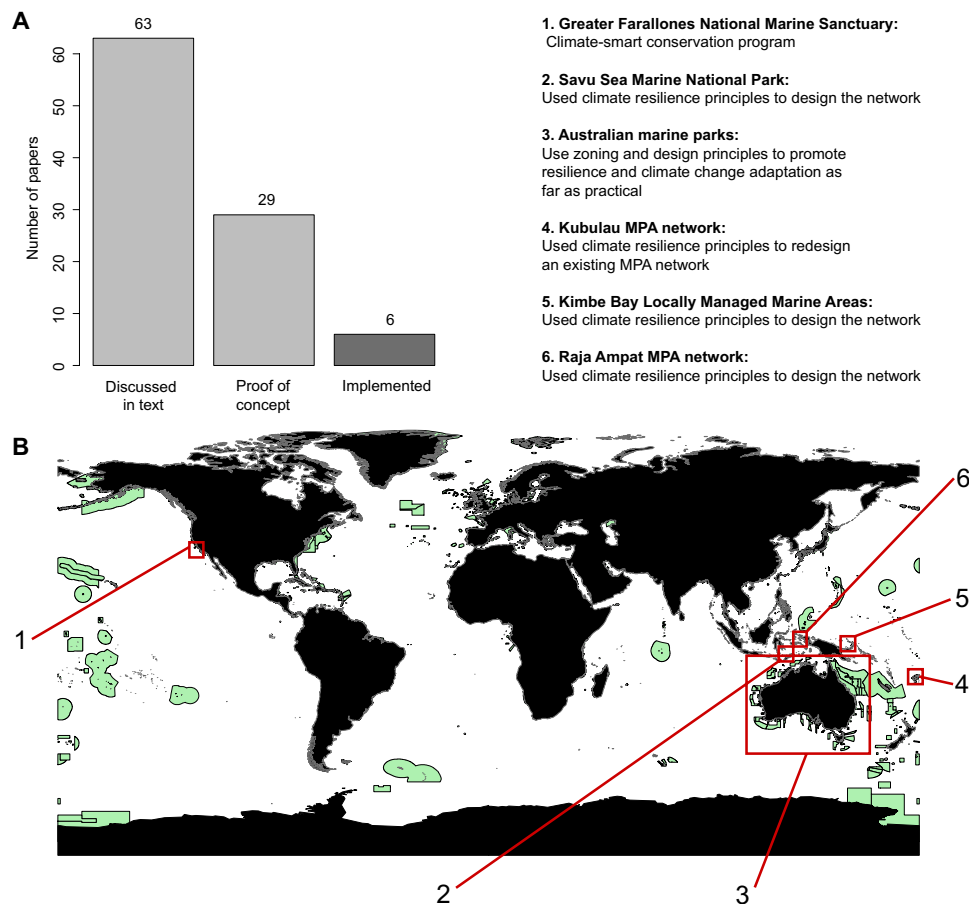 A
63
29
6
Number of papers
0
10
20
30
40
50
60
Discussed
in text
Proof of
concept
Implemented
1. Greater Farallones National Marine Sanctuary:
Climate-smart conservation program
2. Savu Sea Marine National Park:
Used climate resilience principles to design the network
3. Australian marine parks:
Use zoning and design principles to promote
resilience and climate change adaptation as
far as practical
4. Kubulau MPA network:
Used climate resilience principles to redesign
an existing MPA network
5. Kimbe Bay Locally Managed Marine Areas:
Used climate resilience principles to design the network
6. Raja Ampat MPA network:
Used climate resilience principles to design the network
B
6
5
1
4
2
3